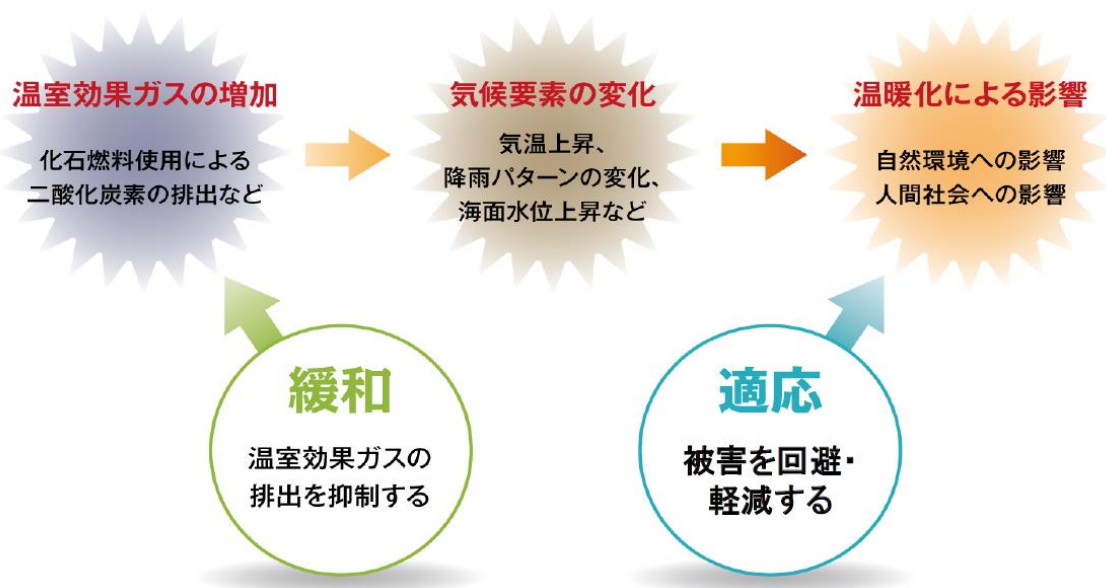 温室効果ガスの増加
化石燃料使用による
二酸化炭素の排出など
気候要素の変化
気温上昇、
降雨パターンの変化、
海面水位上昇など
温暖化による影響
自然環境への影響
人間社会への影響
緩和
温室効果ガスの
排出を抑制する
適応
被害を回避・
軽減する